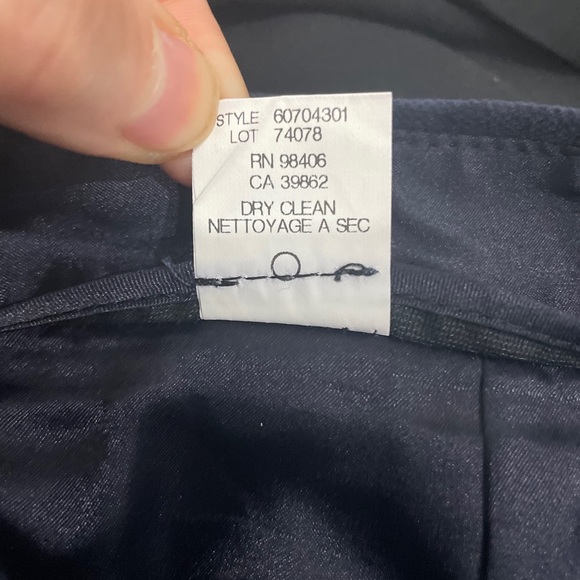 STYLE 60704301
LOT 74078
RN 98406
CA 39862
DRY CLEAN
NETTOYAGE A SEC